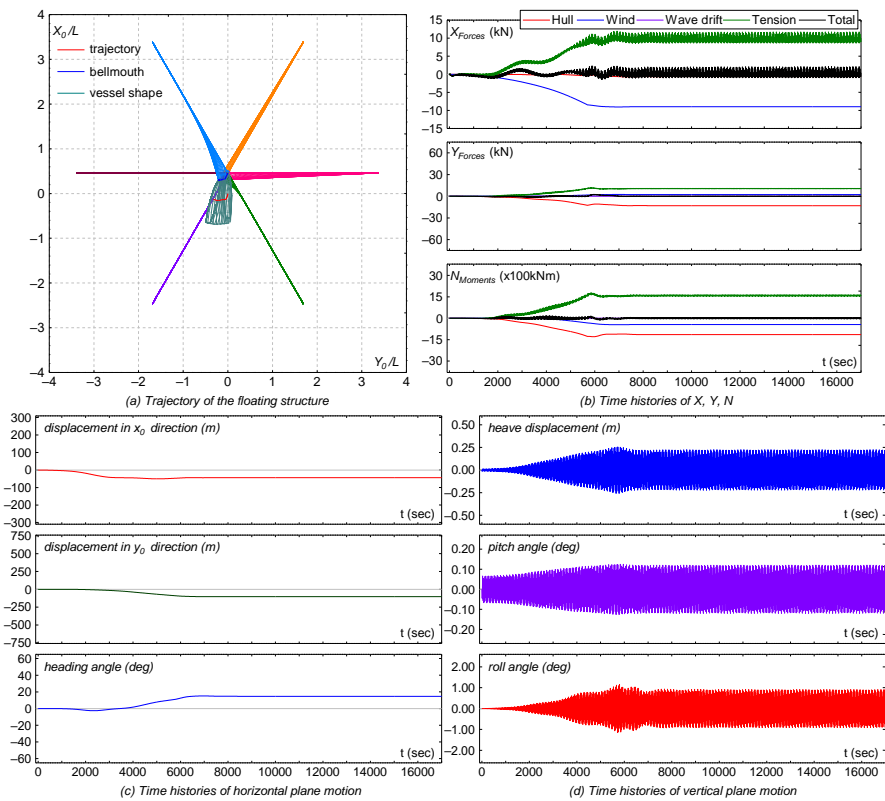 X0/L
trajectory
bellmouth
vessel shape
4
3
2
1
0
−1
−2
−3
−4
−4 −3 −2 −1 0 1 2 3 4
Y0/L
(a) Trajectory of the floating structure
Hull Wind Wave drift Tension Total
XForces (kN)
15
10
5
0
−5
−10
−15
YForces (kN)
60
30
0
−30
−60
NMoments (x100kNm)
30
15
0
−15
−30
t (sec)
0 2000 4000 6000 8000 10000 12000 14000 16000
(b) Time histories of X, Y, N
displacement in x0 direction (m)
300
200
100
0
−100
−200
−300
t (sec)
displacement in y0 direction (m)
750
500
250
0
−250
−500
−750
t (sec)
heading angle (deg)
60
40
20
0
−20
−40
−60
t (sec)
0 2000 4000 6000 8000 10000 12000 14000 16000
(c) Time histories of horizontal plane motion
heave displacement (m)
0.50
0.25
0.00
−0.25
−0.50
t (sec)
pitch angle (deg)
0.20
0.10
0.00
−0.10
−0.20
t (sec)
roll angle (deg)
2.00
1.00
0.00
−1.00
−2.00
t (sec)
0 2000 4000 6000 8000 10000 12000 14000 16000
(d) Time histories of vertical plane motion